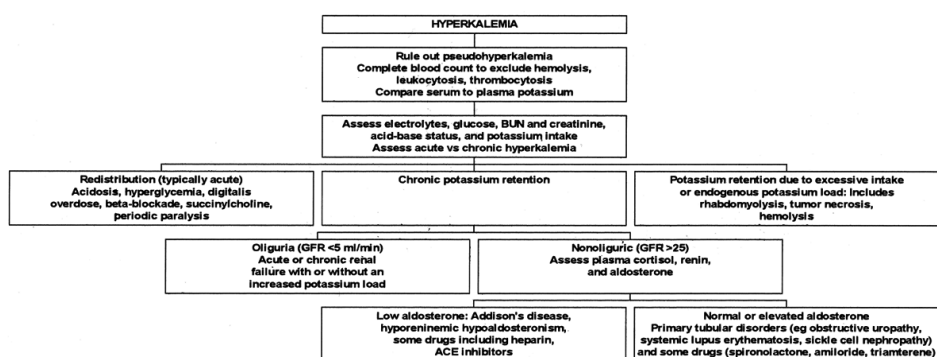 HYPERKALEMIA
Rule out pseudohyperkalemia
Complete blood count to exclude hemolysis,
leukocytosis, thrombocytosis
Compare serum to plasma potassium
Assess electrolytes, glucose, BUN and creatinine,
acid-base status, and potassium intake
Assess acute vs chronic hyperkalemia
Redistribution (typically acute)
Acidosis, hyperglycemia, digitalis
overdose, beta-blockade, succinylcholine,
periodic paralysis
Chronic potassium retention
Potassium retention due to excessive intake
or endogenous potassium load: Includes
rhabdomyolysis, tumor necrosis,
hemolysis
Oliguria (GFR <5 ml/min)
Acute or chronic renal
failure with or without an
increased potassium load
Nonoliguric (GFR >25)
Assess plasma cortisol, renin,
and aldosterone
Low aldosterone: Addison's disease,
hyporeninemic hypoaldosteronism,
some drugs including heparin,
ACE inhibitors
Normal or elevated aldosterone
Primary tubular disorders (eg obstructive uropathy,
systemic lupus erythematosis, sickle cell nephropathy)
and some drugs (spironolactone, amiloride, triamterene)